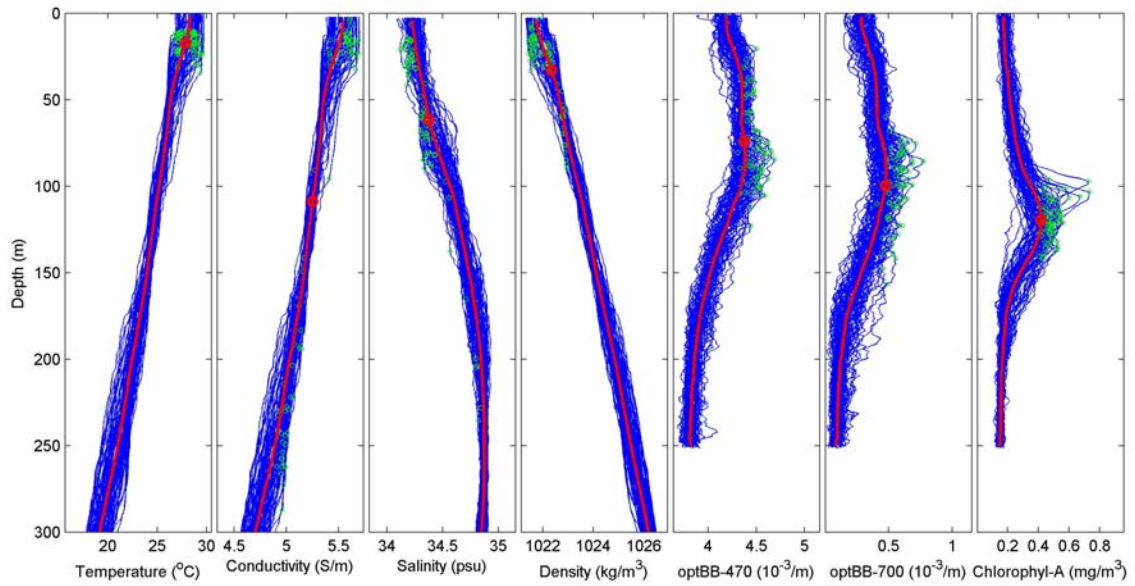 0
50
100
150
200
250
300
Depth (m)
20 25 30
Temperature (°C)
4.5 5 5.5
Conductivity (S/m)
34 34.5 35
Salinity (psu)
1022 1024 1026
Density (kg/m³)
4 4.5 5
optBB-470 (10⁻³/m)
0.5 1
optBB-700 (10⁻³/m)
0.2 0.4 0.6 0.8
Chlorophyl-A (mg/m³)